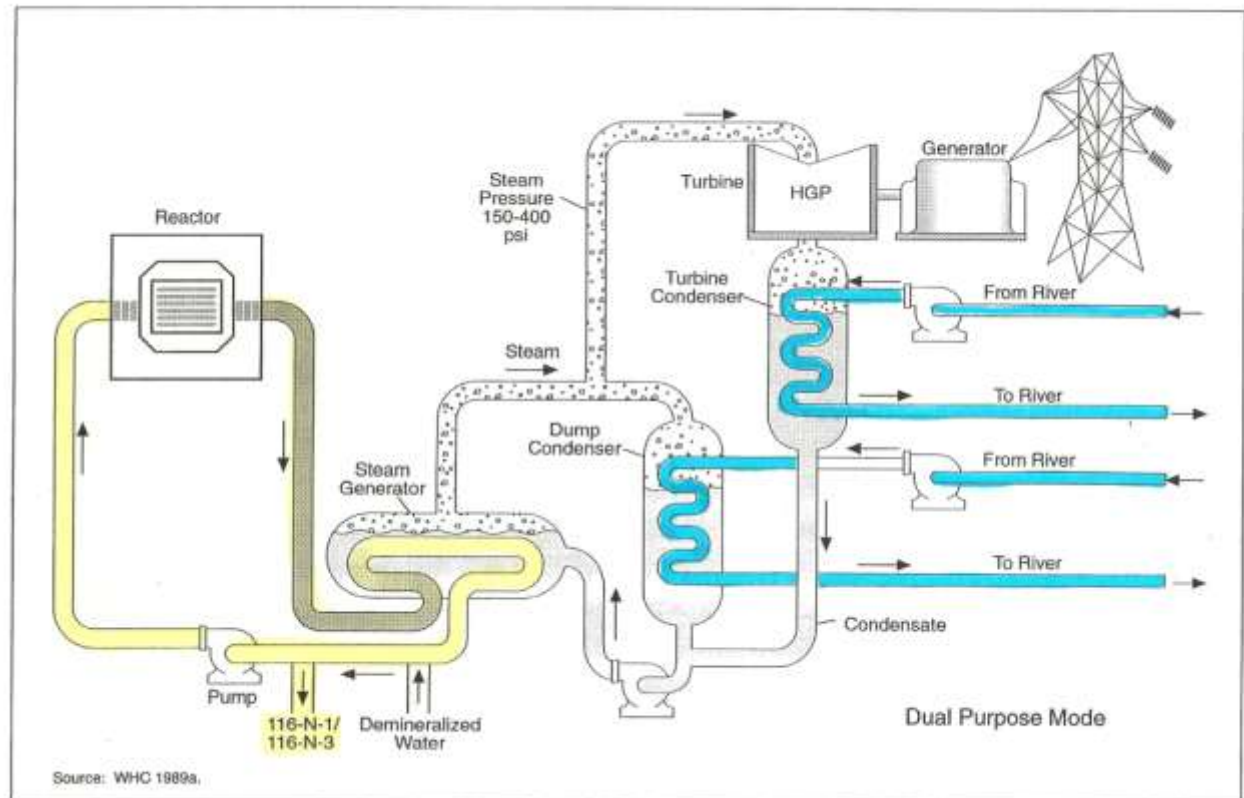 Generator
Turbine
HGP
Steam
Pressure
150-400
psi
Reactor
Turbine
Condenser
From River
Steam
To River
Dump
Condenser
From River
Steam
Generator
To River
Condensate
Pump
116-N-1/
116-N-3
Demineralized
Water
Dual Purpose Mode
Source: WHC 1989a.